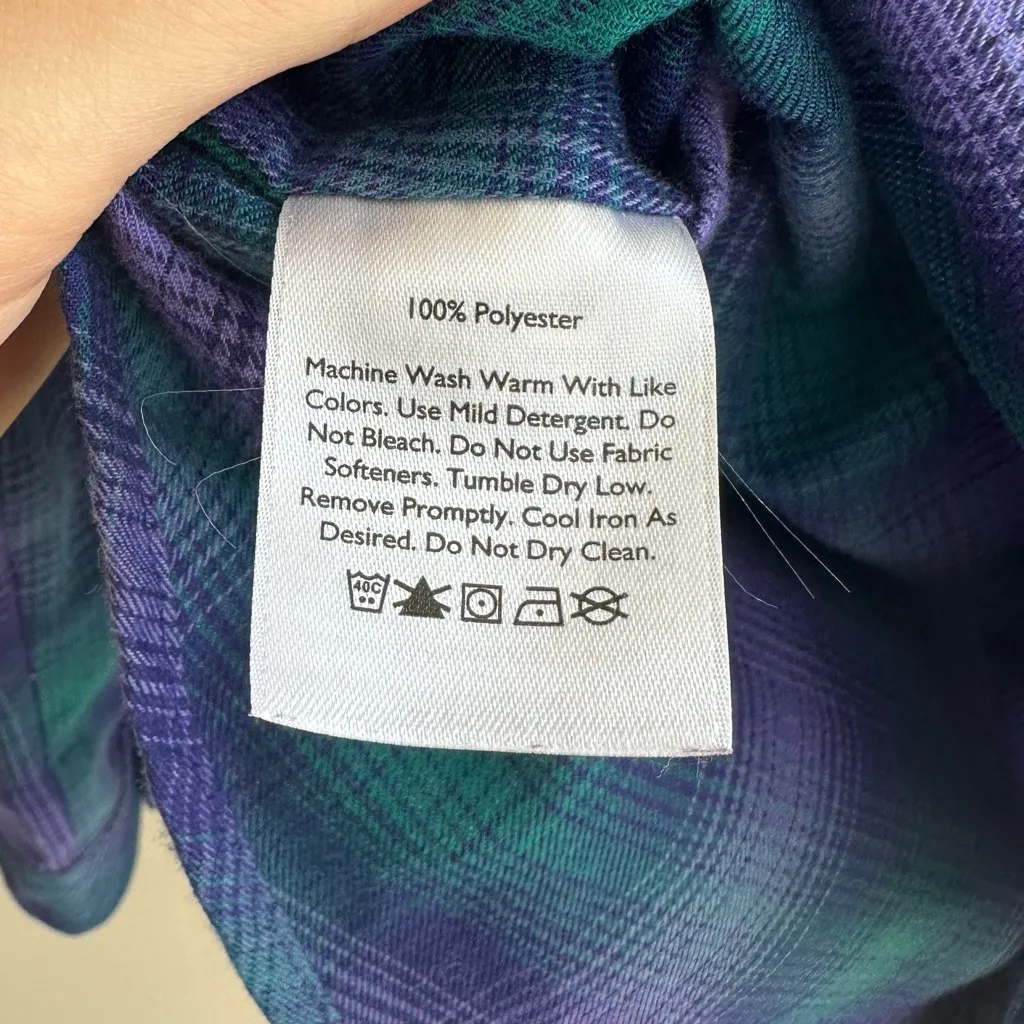 100% Polyester
Machine Wash Warm With Like
Colors. Use Mild Detergent. Do
Not Bleach. Do Not Use Fabric
Softeners. Tumble Dry Low.
Remove Promptly. Cool Iron As
Desired. Do Not Dry Clean.
40C